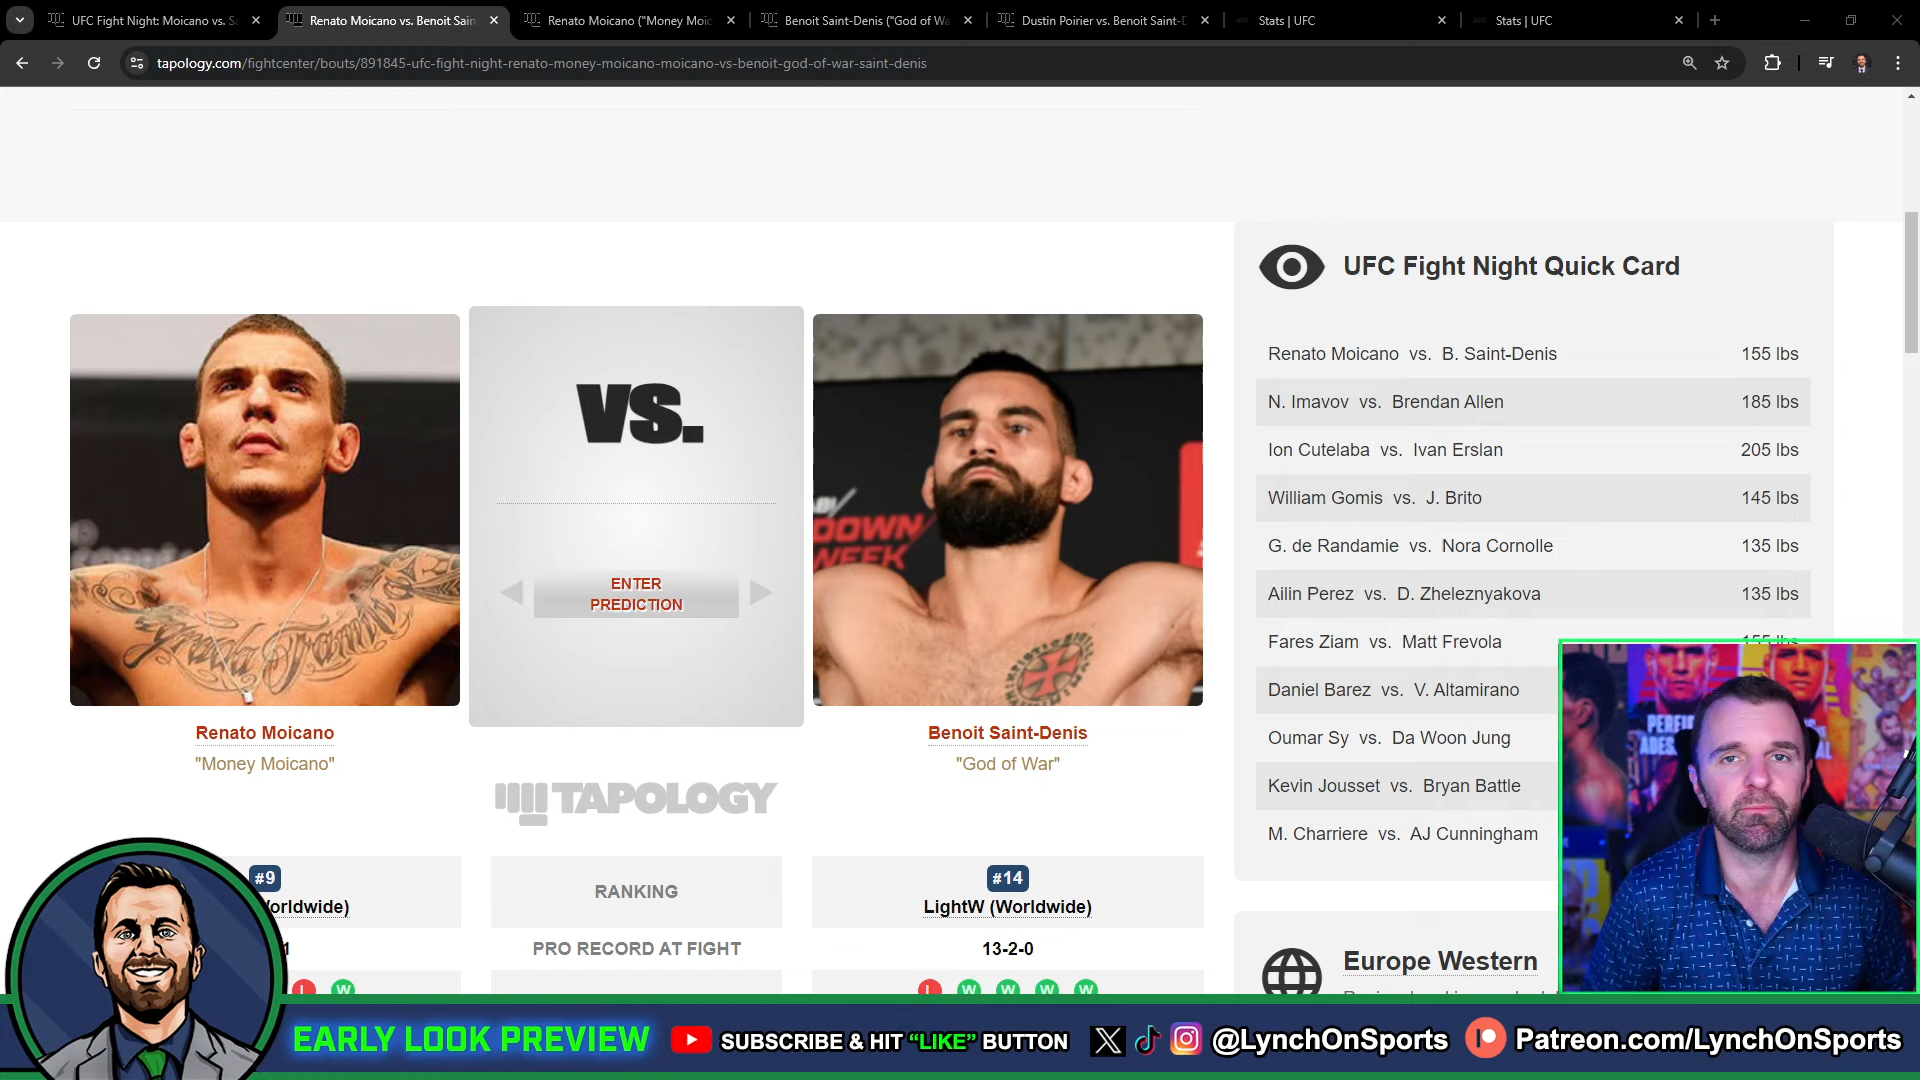 UFC Fight Night: Moicano vs. Sa
Renato Moicano vs. Benoit Sain
Renato Moicano ("Money Moic
Benoit Saint-Denis ("God of Wa
Dustin Poirier vs. Benoit Saint-D
Stats | UFC
Stats | UFC
tapology.com/fightcenter/bouts/891845-ufc-fight-night-renato-money-moicano-moicano-vs-benoit-god-of-war-saint-denis
VS.
ENTER
PREDICTION
DOWN
WEEK
Renato Moicano
"Money Moicano"
Benoit Saint-Denis
"God of War"
TAPOLOGY
#9
orldwide)
RANKING
#14
LightW (Worldwide)
1
PRO RECORD AT FIGHT
13-2-0
L W
L W W W W
UFC Fight Night Quick Card
Renato Moicano vs. B. Saint-Denis 155 lbs
N. Imavov vs. Brendan Allen 185 lbs
Ion Cutelaba vs. Ivan Erslan 205 lbs
William Gomis vs. J. Brito 145 lbs
G. de Randamie vs. Nora Cornolle 135 lbs
Ailin Perez vs. D. Zheleznyakova 135 lbs
Fares Ziam vs. Matt Frevola 155 lbs
Daniel Barez vs. V. Altamirano
Oumar Sy vs. Da Woon Jung
Kevin Jousset vs. Bryan Battle
M. Charriere vs. AJ Cunningham
Europe Western
EARLY LOOK PREVIEW
SUBSCRIBE & HIT “LIKE” BUTTON
@LynchOnSports
Patreon.com/LynchOnSports